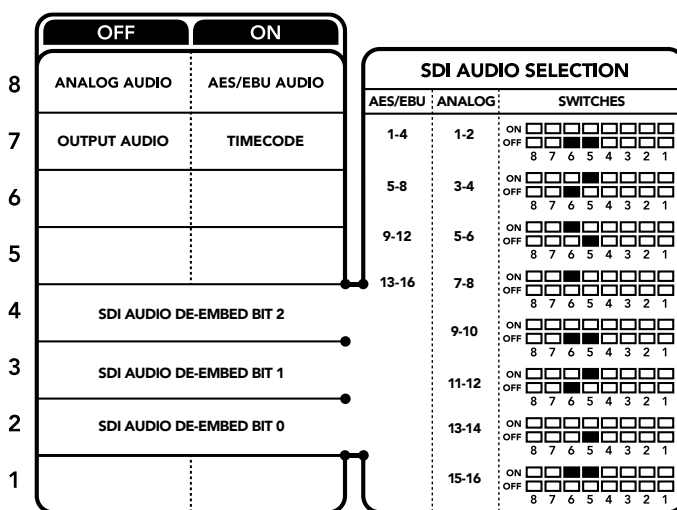 OFF ON
8 ANALOG AUDIO AES/EBU AUDIO
7 OUTPUT AUDIO TIMECODE
6
5
4 SDI AUDIO DE-EMBED BIT 2
3 SDI AUDIO DE-EMBED BIT 1
2 SDI AUDIO DE-EMBED BIT 0
1
SDI AUDIO SELECTION
AES/EBU ANALOG SWITCHES
1-4 1-2 ON
OFF
8 7 6 5 4 3 2 1
5-8 3-4 ON
OFF
8 7 6 5 4 3 2 1
9-12 5-6 ON
OFF
8 7 6 5 4 3 2 1
13-16 7-8 ON
OFF
8 7 6 5 4 3 2 1
9-10 ON
OFF
8 7 6 5 4 3 2 1
11-12 ON
OFF
8 7 6 5 4 3 2 1
13-14 ON
OFF
8 7 6 5 4 3 2 1
15-16 ON
OFF
8 7 6 5 4 3 2 1